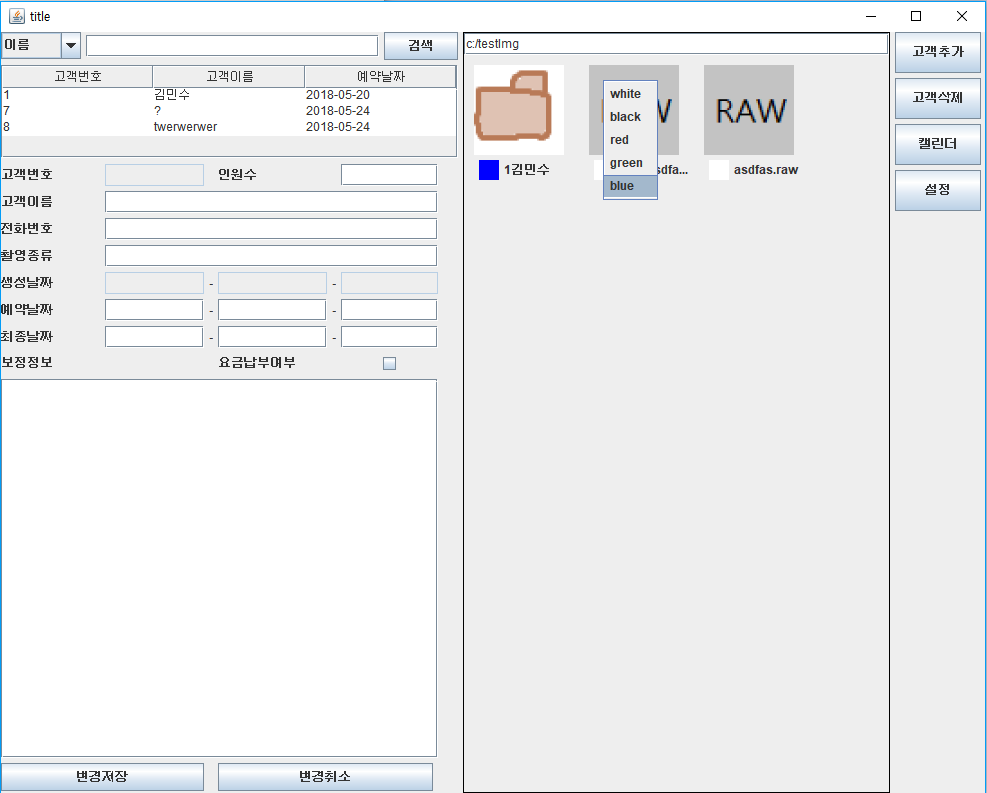 title
이름 검색
고객번호 고객이름 예약날짜
1 김민수 2018-05-20
7 ? 2018-05-24
8 twerwerwer 2018-05-24
고객번호 인원수
고객이름
전화번호
촬영종류
생성날짜 - -
예약날짜 - -
최종날짜 - -
보정정보 요금납부여부
변경저장 변경취소
c:/testImg
1김민수
white
black
red
green
blue
sdfa...
RAW
asdfas.raw
고객추가
고객삭제
캘린더
설정